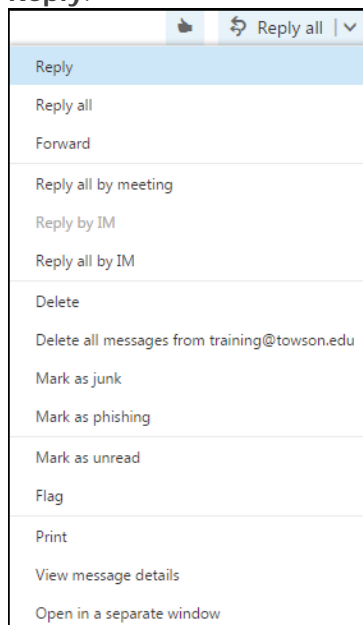 Reply.
Reply all
Reply
Reply all
Forward
Reply all by meeting
Reply by IM
Reply all by IM
Delete
Delete all messages from training@towson.edu
Mark as junk
Mark as phishing
Mark as unread
Flag
Print
View message details
Open in a separate window